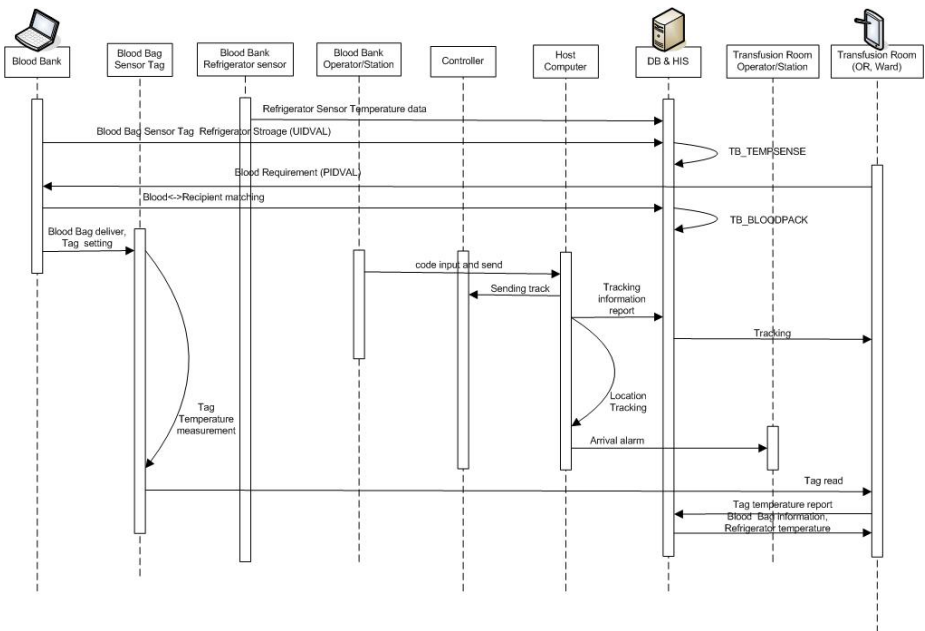 Blood Bank
Blood Bag
Sensor Tag
Blood Bank
Refrigerator sensor
Blood Bank
Operator/Station
Controller
Host
Computer
DB & HIS
Transfusion Room
Operator/Station
Transfusion Room
(OR, Ward)
Refrigerator Sensor Temperature data
Blood Bag Sensor Tag Refrigerator Stroage (UIDVAL)
TB_TEMPSENSE
Blood Requirement (PIDVAL)
Blood<->Recipient matching
TB_BLOODPACK
Blood Bag deliver,
Tag setting
code input and send
Sending track
Tracking
information
report
Tracking
Location
Tracking
Tag
Temperature
measurement
Arrival alarm
Tag read
Tag temperature report
Blood Bag information,
Refrigerator temperature